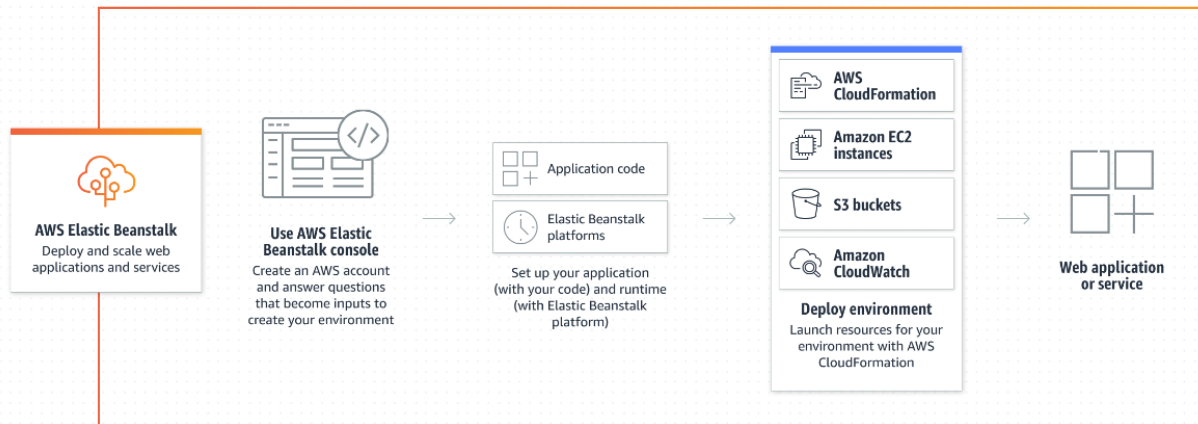 AWS Elastic Beanstalk
Deploy and scale web
applications and services
</>
Use AWS Elastic
Beanstalk console
Create an AWS account
and answer questions
that become inputs to
create your environment
Application code
Elastic Beanstalk
platforms
Set up your application
(with your code) and runtime
(with Elastic Beanstalk
platform)
AWS
CloudFormation
Amazon EC2
instances
S3 buckets
Amazon
CloudWatch
Deploy environment
Launch resources for your
environment with AWS
CloudFormation
Web application
or service